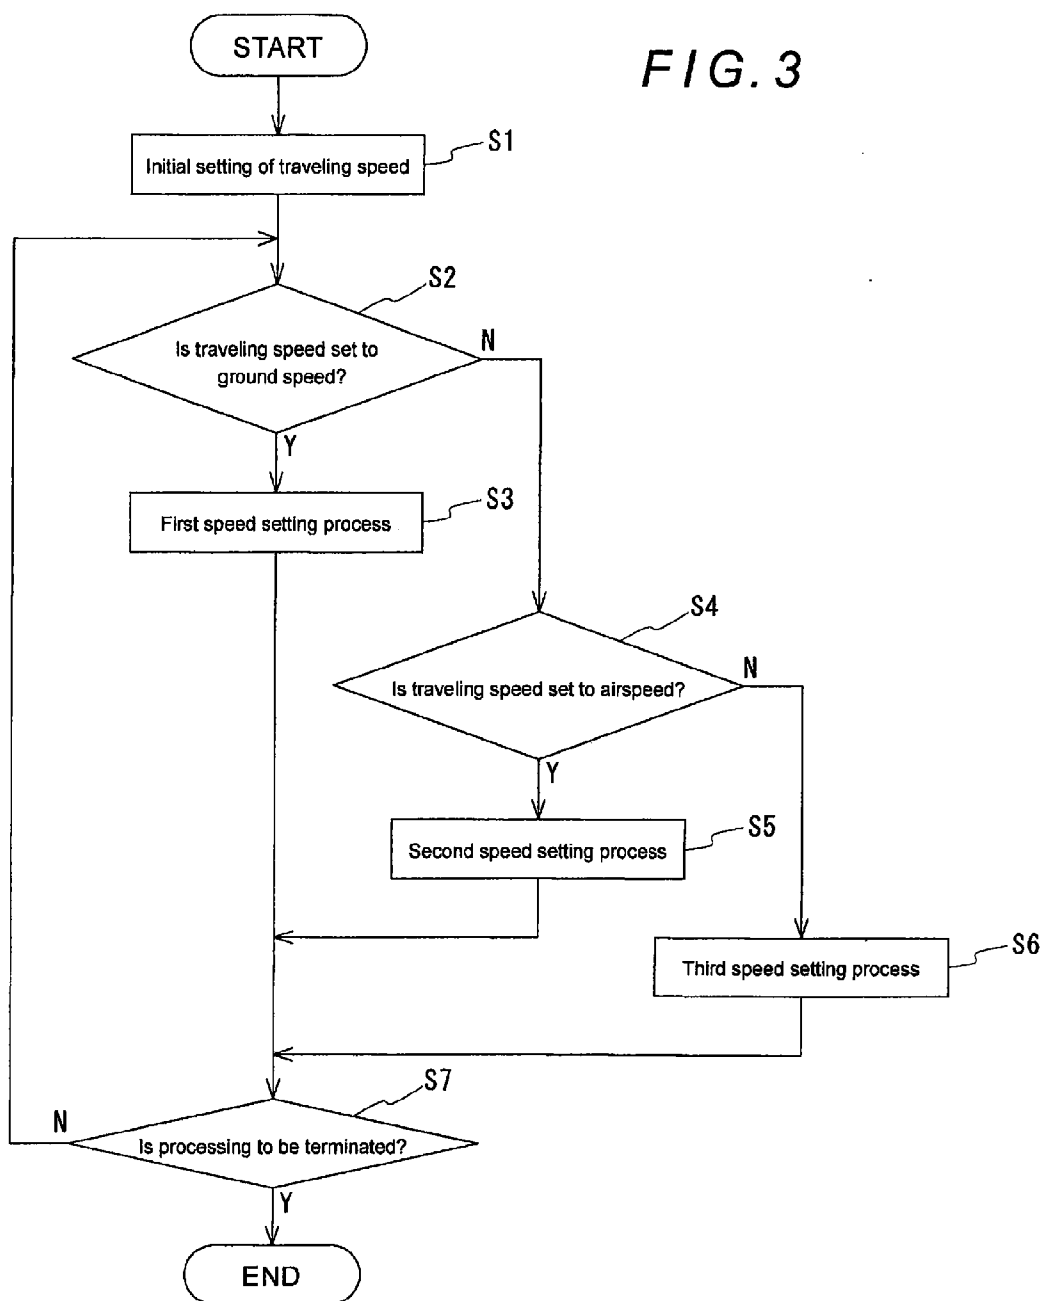 START
FIG. 3
Initial setting of traveling speed
S1
S2
Is traveling speed set to
ground speed?
N
Y
First speed setting process
S3
S4
Is traveling speed set to airspeed?
N
Y
Second speed setting process
S5
Third speed setting process
S6
S7
N
Is processing to be terminated?
Y
END